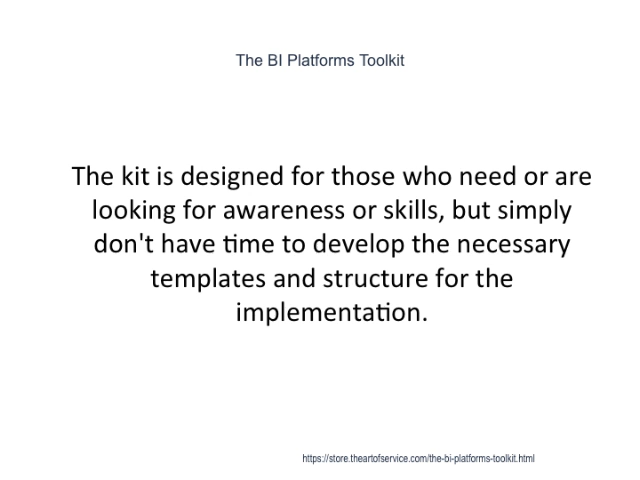 The BI Platforms Toolkit
The kit is designed for those who need or are
looking for awareness or skills, but simply
don't have time to develop the necessary
templates and structure for the
implementation.
https://store.theartofservice.com/the-bi-platforms-toolkit.html